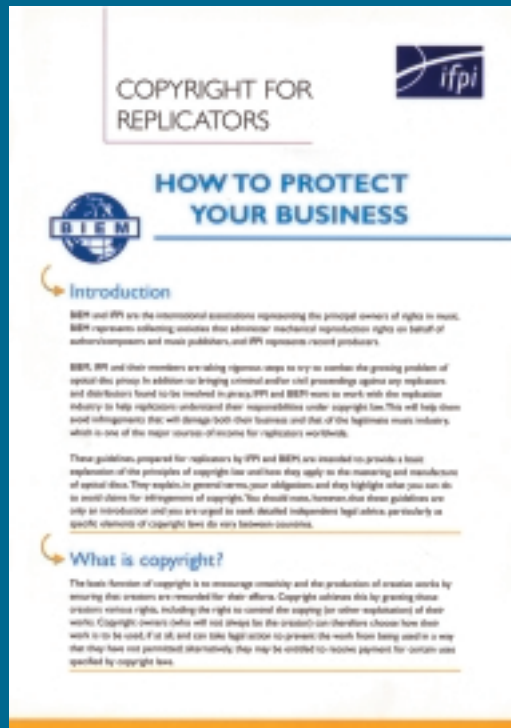 COPYRIGHT FOR
REPLICATORS
ifpi
HOW TO PROTECT
YOUR BUSINESS
BIEM
Introduction
BIEM and IFPI are the international associations representing the principal owners of rights in music.
BIEM represents collecting societies that administer mechanical reproduction rights on behalf of
authors/composers and music publishers, and IFPI represents record producers.
BIEM, IFPI and their members are taking rigorous steps to try to combat the growing problem of
optical disc piracy. In addition to bringing criminal and/or civil proceedings against any replicators
and distributors found to be involved in piracy, IFPI and BIEM want to work with the replication
industry to help replicators understand their responsibilities under copyright law. This will help them
avoid infringements that will damage both their business and that of the legitimate music industry,
which is one of the major sources of income for replicators worldwide.
These guidelines, prepared for replicators by IFPI and BIEM, are intended to provide a basic
explanation of the principles of copyright law and how they apply to the mastering and manufacture
of optical discs. They explain, in general terms, your obligations and they highlight what you can do
to avoid claims for infringement of copyright. You should note, however, that these guidelines are
only an introduction and you are urged to seek detailed independent legal advice, particularly as
specific elements of copyright laws do vary between countries.
What is copyright?
The basic function of copyright is to encourage creativity and the production of creative works by
ensuring that creators are rewarded for their efforts. Copyright achieves this by granting those
creators various rights, including the right to control the copying (or other exploitation) of their
works. Copyright owners (who will not always be the creator) can therefore choose how their
work is to be used, if at all, and can take legal action to prevent the work from being used in a way
that they have not permitted; alternatively, they may be entitled to receive payment for certain uses
specified by copyright laws.